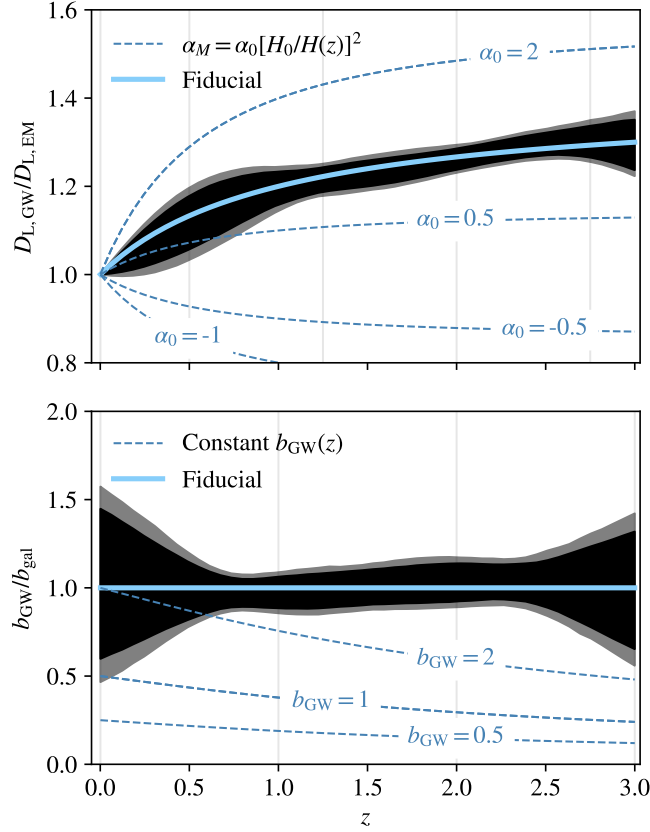 1.6
1.4
1.2
1.0
0.8
D_L,GW/D_L,EM
α_M = α_0[H_0/H(z)]²
Fiducial
α_0 = 2
α_0 = 0.5
α_0 = -0.5
α_0 = -1
2.0
1.5
1.0
0.5
0.0
b_GW/b_gal
Constant b_GW(z)
Fiducial
b_GW = 2
b_GW = 1
b_GW = 0.5
0.0 0.5 1.0 1.5 2.0 2.5 3.0
z